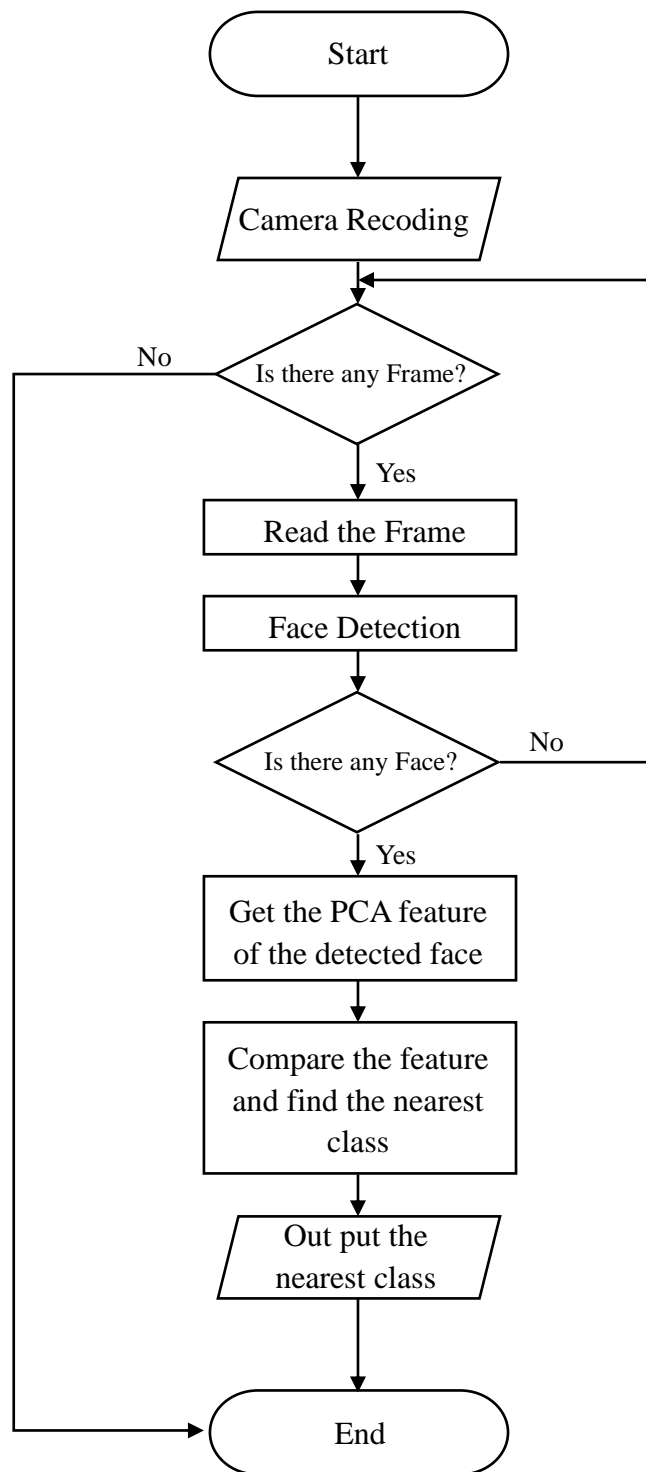 Start
Camera Recoding
No
Is there any Frame?
Yes
Read the Frame
Face Detection
Is there any Face?
No
Yes
Get the PCA feature
of the detected face
Compare the feature
and find the nearest
class
Out put the
nearest class
End